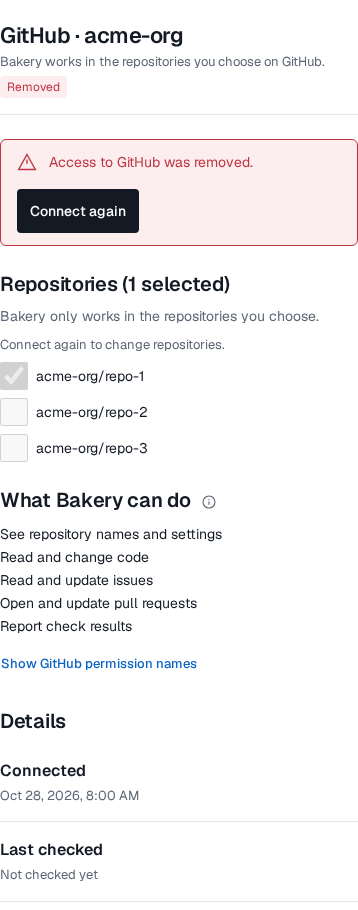 GitHub · acme-org
Bakery works in the repositories you choose on GitHub.
Removed
Access to GitHub was removed.
Connect again
Repositories (1 selected)
Bakery only works in the repositories you choose.
Connect again to change repositories.
acme-org/repo-1
acme-org/repo-2
acme-org/repo-3
What Bakery can do
See repository names and settings
Read and change code
Read and update issues
Open and update pull requests
Report check results
Show GitHub permission names
Details
Connected
Oct 28, 2026, 8:00 AM
Last checked
Not checked yet